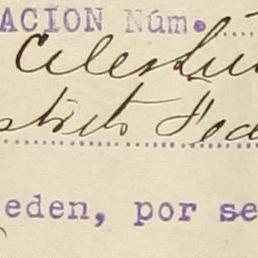 ACION Núm.
Celestin
strito Fed
eden, por se